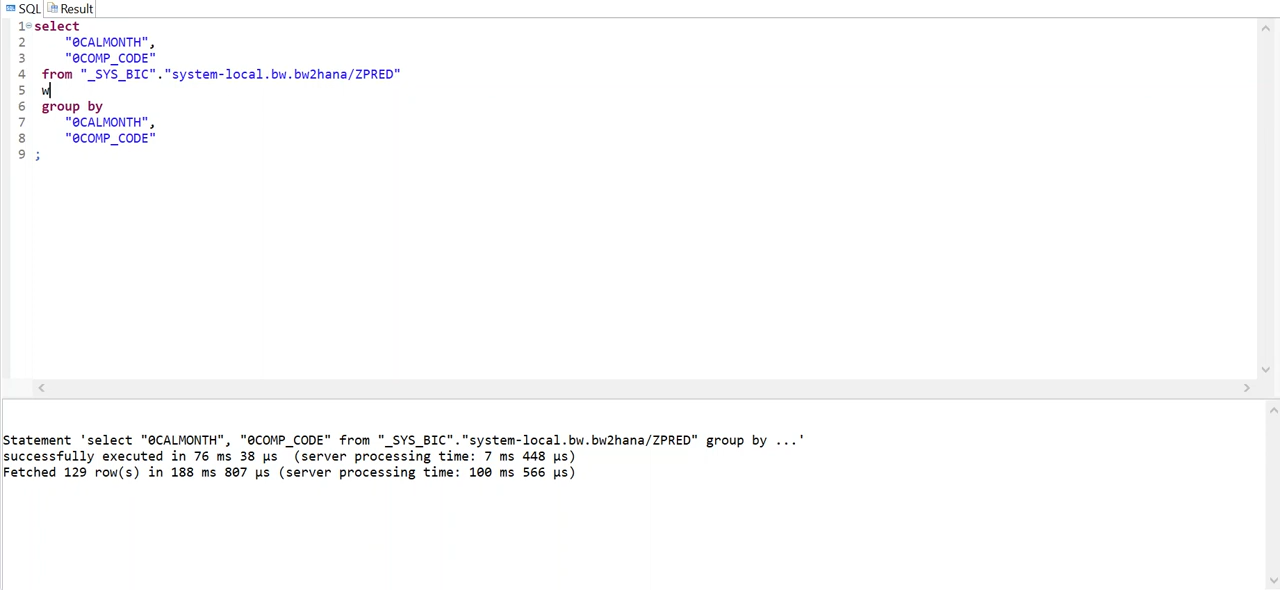 SQL Result
1 select
2 "0CALMONTH",
3 "0COMP_CODE"
4 from "_SYS_BIC"."system-local.bw.bw2hana/ZPRED"
5 w
6 group by
7 "0CALMONTH",
8 "0COMP_CODE"
9 ;
Statement 'select "0CALMONTH", "0COMP_CODE" from "_SYS_BIC"."system-local.bw.bw2hana/ZPRED" group by ...'
successfully executed in 76 ms 38 µs (server processing time: 7 ms 448 µs)
Fetched 129 row(s) in 188 ms 807 µs (server processing time: 100 ms 566 µs)